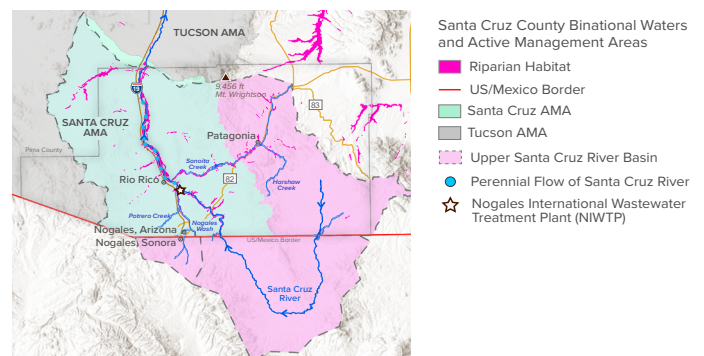 Santa Cruz County Binational Waters
and Active Management Areas
Riparian Habitat
US/Mexico Border
Santa Cruz AMA
Tucson AMA
Upper Santa Cruz River Basin
Perennial Flow of Santa Cruz River
Nogales International Wastewater
Treatment Plant (NIWTP)
TUCSON AMA
19
9,456 ft
Mt. Wrightson
83
SANTA CRUZ
AMA
Patagonia
Pima County
Sonoita
Creek
Rio Rico
82
Harshaw
Creek
Potrero Creek
Nogales
Wash
Nogales, Arizona
Nogales, Sonora
US/Mexico Border
Santa Cruz
River